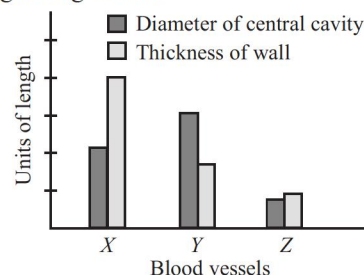 Diameter of central cavity
Thickness of wall
Units of length
X
Y
Z
Blood vessels